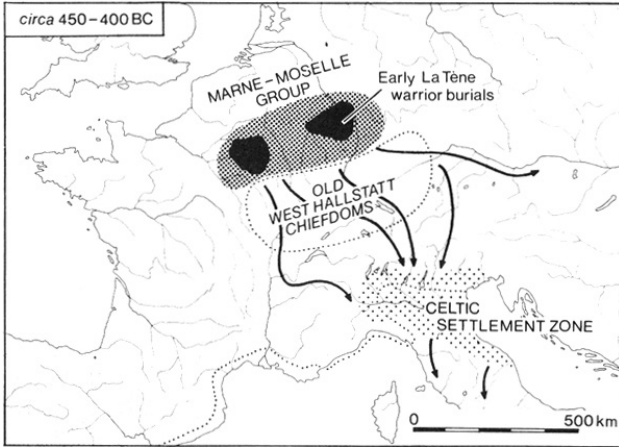 circa 450–400 BC
MARNE–MOSELLE
GROUP
Early La Tène
warrior burials
OLD
WEST HALLSTATT
CHIEFDOMS
CELTIC
SETTLEMENT ZONE
0 500 km